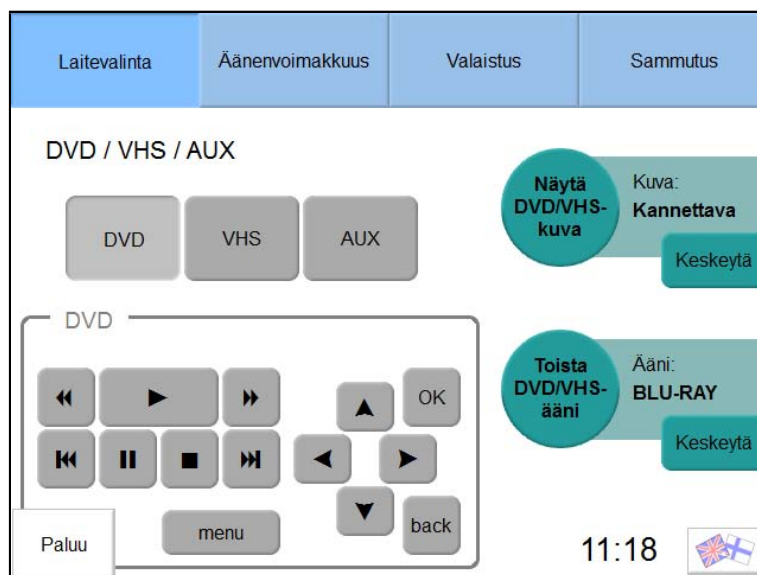 Laitevalinta
Äänenvoimakkuus
Valaistus
Sammutus
DVD / VHS / AUX
DVD
VHS
AUX
Näytä
DVD/VHS-
kuva
Kuva:
Kannettava
Keskeytä
DVD
OK
menu
back
Toista
DVD/VHS-
ääni
Ääni:
BLU-RAY
Keskeytä
Paluu
11:18